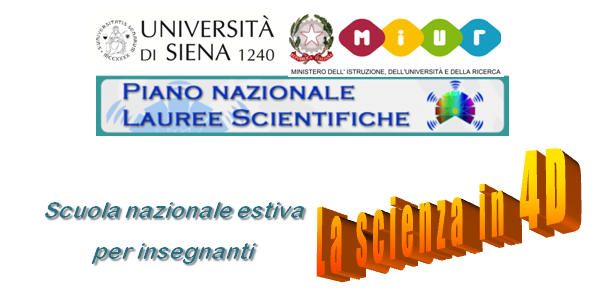 UNIVERSITÀ
DI SIENA 1240
MIUR
MINISTERO DELL' ISTRUZIONE, DELL'UNIVERSITÀ E DELLA RICERCA
PIANO NAZIONALE
LAUREE SCIENTIFICHE
Scuola nazionale estiva
per insegnanti
La scienza in 4D